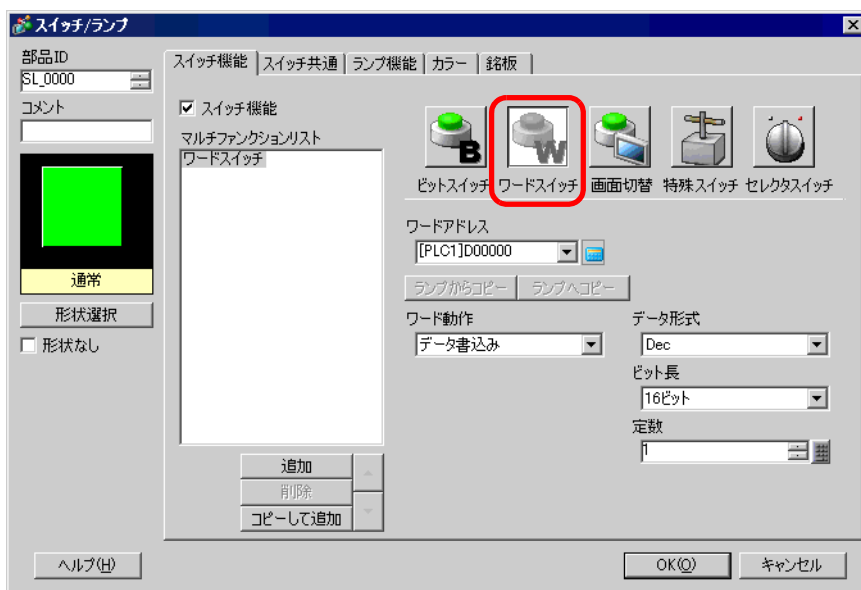 スイッチ/ランプ
部品ID
SL_0000
コメント
通常
形状選択
形状なし
スイッチ機能 スイッチ共通 ランプ機能 カラー 銘板
スイッチ機能
マルチファンクションリスト
ワードスイッチ
追加
削除
コピーして追加
B W
ビットスイッチ ワードスイッチ 画面切替 特殊スイッチ セレクタスイッチ
ワードアドレス
[PLC1]D00000
ランプからコピー ランプへコピー
ワード動作
データ書込み
データ形式
Dec
ビット長
16ビット
定数
1
ヘルプ(H) OK(O) キャンセル